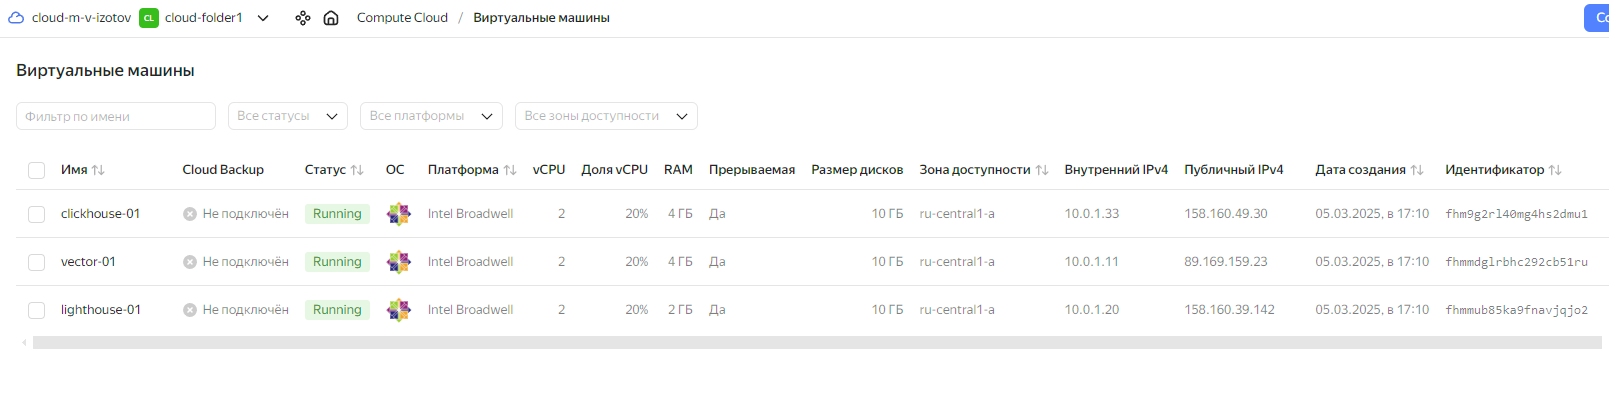 cloud-m-v-izotov CL cloud-folder1 Compute Cloud / Виртуальные машины
Виртуальные машины
Фильтр по имени Все статусы Все платформы Все зоны доступности
Имя Cloud Backup Статус ОС Платформа vCPU Доля vCPU RAM Прерываемая Размер дисков Зона доступности Внутренний IPv4 Публичный IPv4 Дата создания Идентификатор
clickhouse-01 Не подключён Running Intel Broadwell 2 20% 4 ГБ Да 10 ГБ ru-central1-a 10.0.1.33 158.160.49.30 05.03.2025, в 17:10 fhm9g2rl40mg4hs2dmu1
vector-01 Не подключён Running Intel Broadwell 2 20% 4 ГБ Да 10 ГБ ru-central1-a 10.0.1.11 89.169.159.23 05.03.2025, в 17:10 fhmmdglrbhc292cb51ru
lighthouse-01 Не подключён Running Intel Broadwell 2 20% 2 ГБ Да 10 ГБ ru-central1-a 10.0.1.20 158.160.39.142 05.03.2025, в 17:10 fhmmub85ka9fnavjqjo2